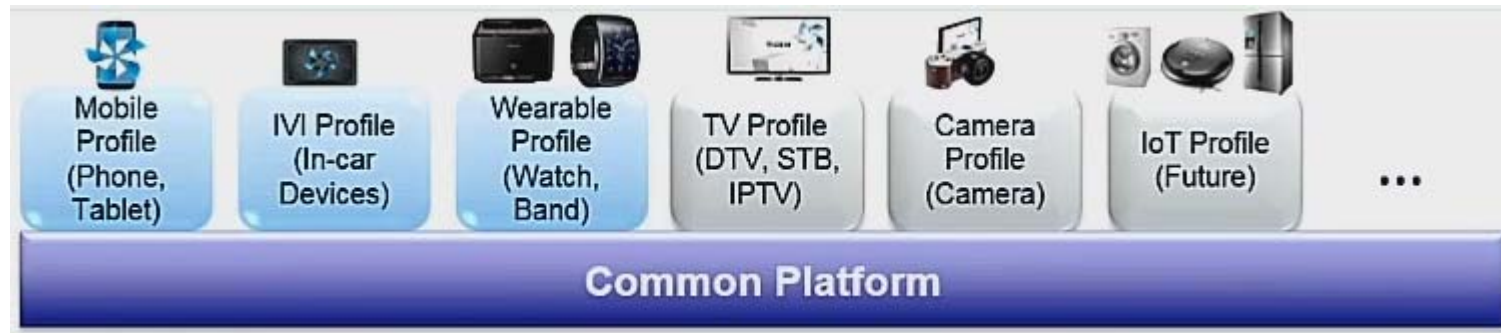 Mobile
Profile
(Phone,
Tablet)
IVI Profile
(In-car
Devices)
Wearable
Profile
(Watch,
Band)
TV Profile
(DTV, STB,
IPTV)
Camera
Profile
(Camera)
IoT Profile
(Future)
...
Common Platform